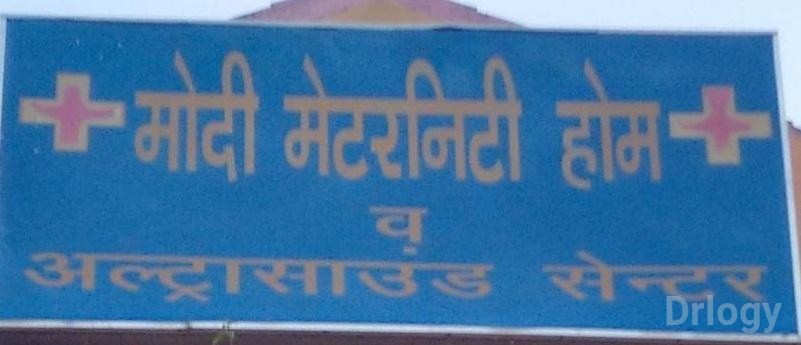 मोदी मेटरनिटी होम
व
अल्ट्रासाउंड सेन्टर
Drlogy